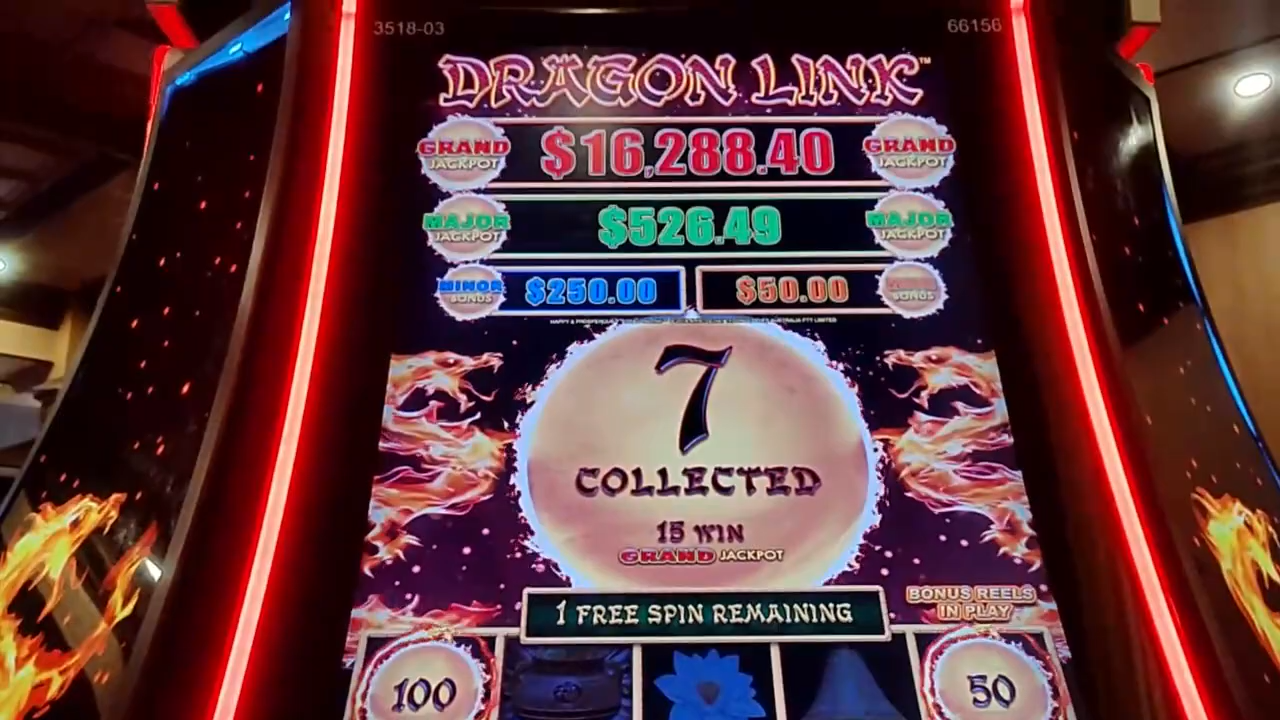 3518-03
66156
DRAGON LINK™
GRAND JACKPOT
$16,288.40
GRAND JACKPOT
MAJOR JACKPOT
$526.49
MAJOR JACKPOT
MINOR BONUS
$250.00
$50.00
BONUS
7
COLLECTED
15 WIN
GRAND JACKPOT
1 FREE SPIN REMAINING
BONUS REELS
IN PLAY
100
50